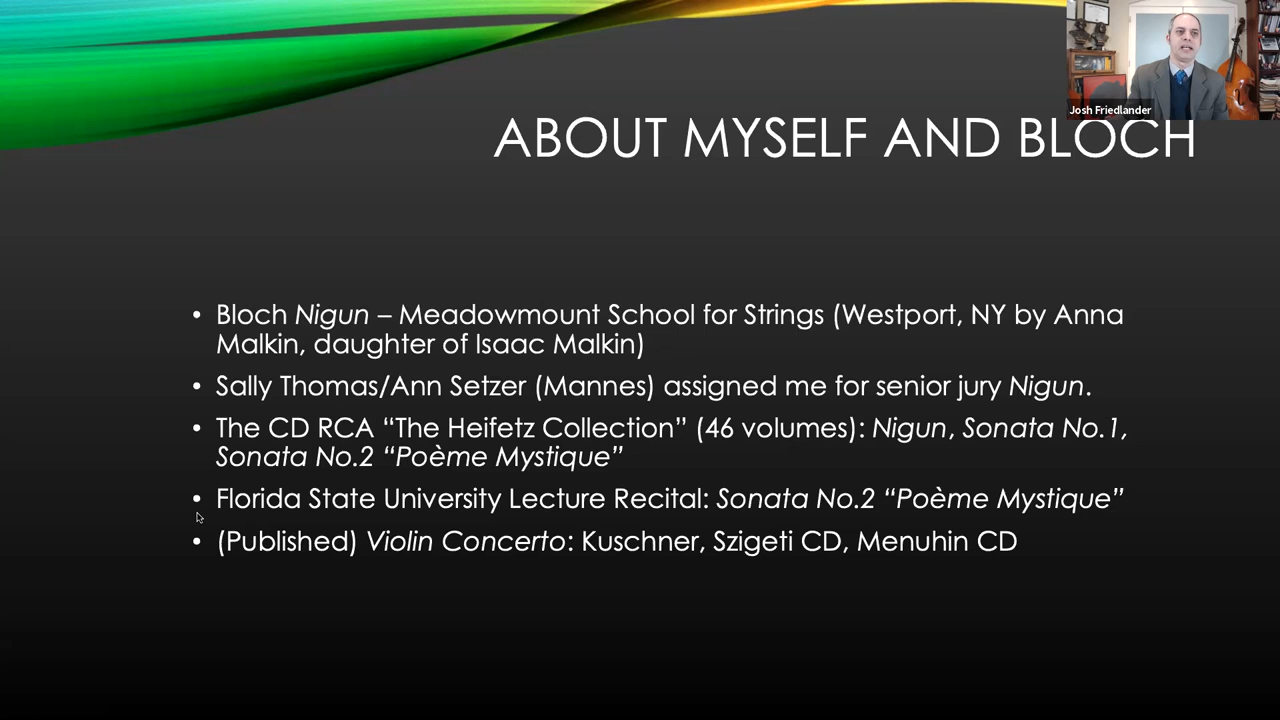 Josh Friedlander
ABOUT MYSELF AND BLOCH
• Bloch Nigun – Meadowmount School for Strings (Westport, NY by Anna
Malkin, daughter of Isaac Malkin)
• Sally Thomas/Ann Setzer (Mannes) assigned me for senior jury Nigun.
• The CD RCA “The Heifetz Collection” (46 volumes): Nigun, Sonata No.1,
Sonata No.2 “Poème Mystique”
• Florida State University Lecture Recital: Sonata No.2 “Poème Mystique”
• (Published) Violin Concerto: Kuschner, Szigeti CD, Menuhin CD